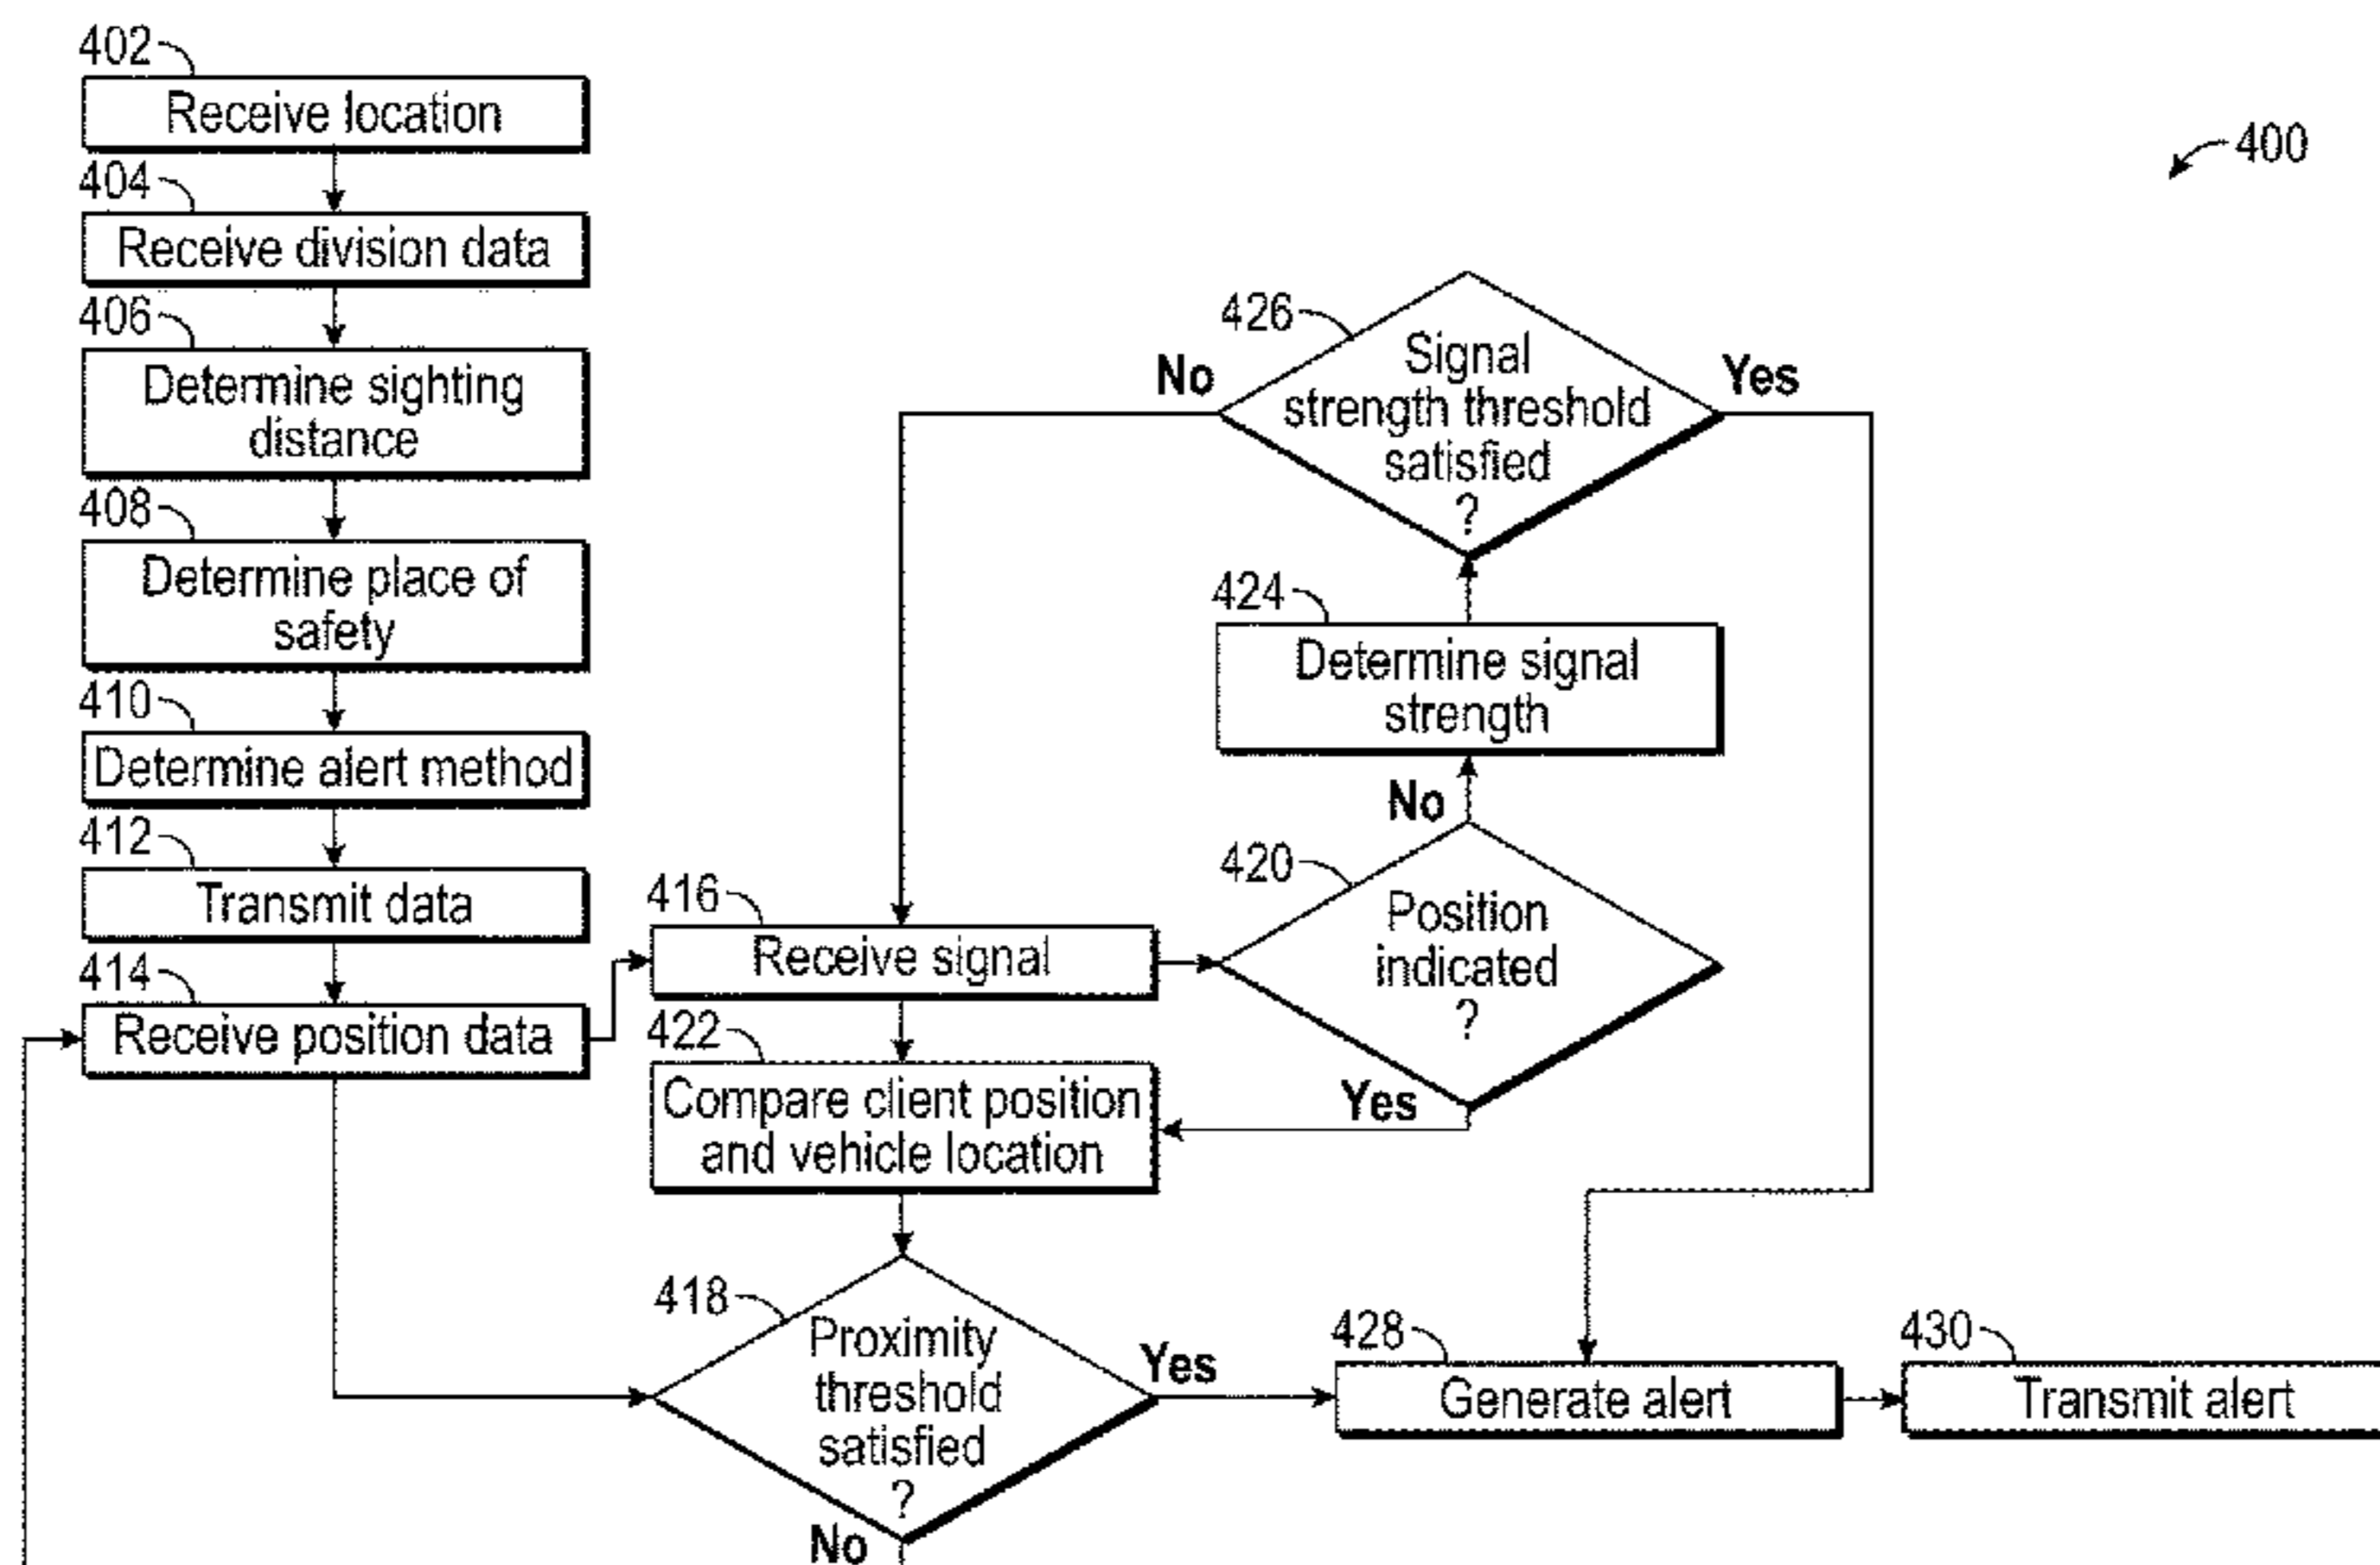 402
Receive location
404
Receive division data
406
Determine sighting
distance
408
Determine place of
safety
410
Determine alert method
412
Transmit data
414
Receive position data
400
426
Signal
strength threshold
satisfied
?
No
Yes
424
Determine signal
strength
No
420
Position
indicated
?
Yes
416
Receive signal
422
Compare client position
and vehicle location
418
Proximity
threshold
satisfied
?
Yes
No
428
Generate alert
430
Transmit alert